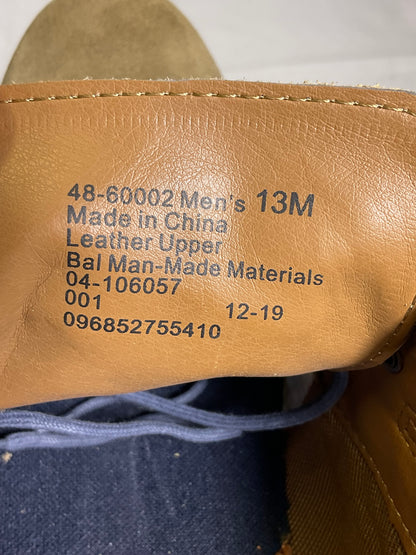 48-60002 Men's 13M
Made in China
Leather Upper
Bal Man-Made Materials
04-106057
001 12-19
096852755410